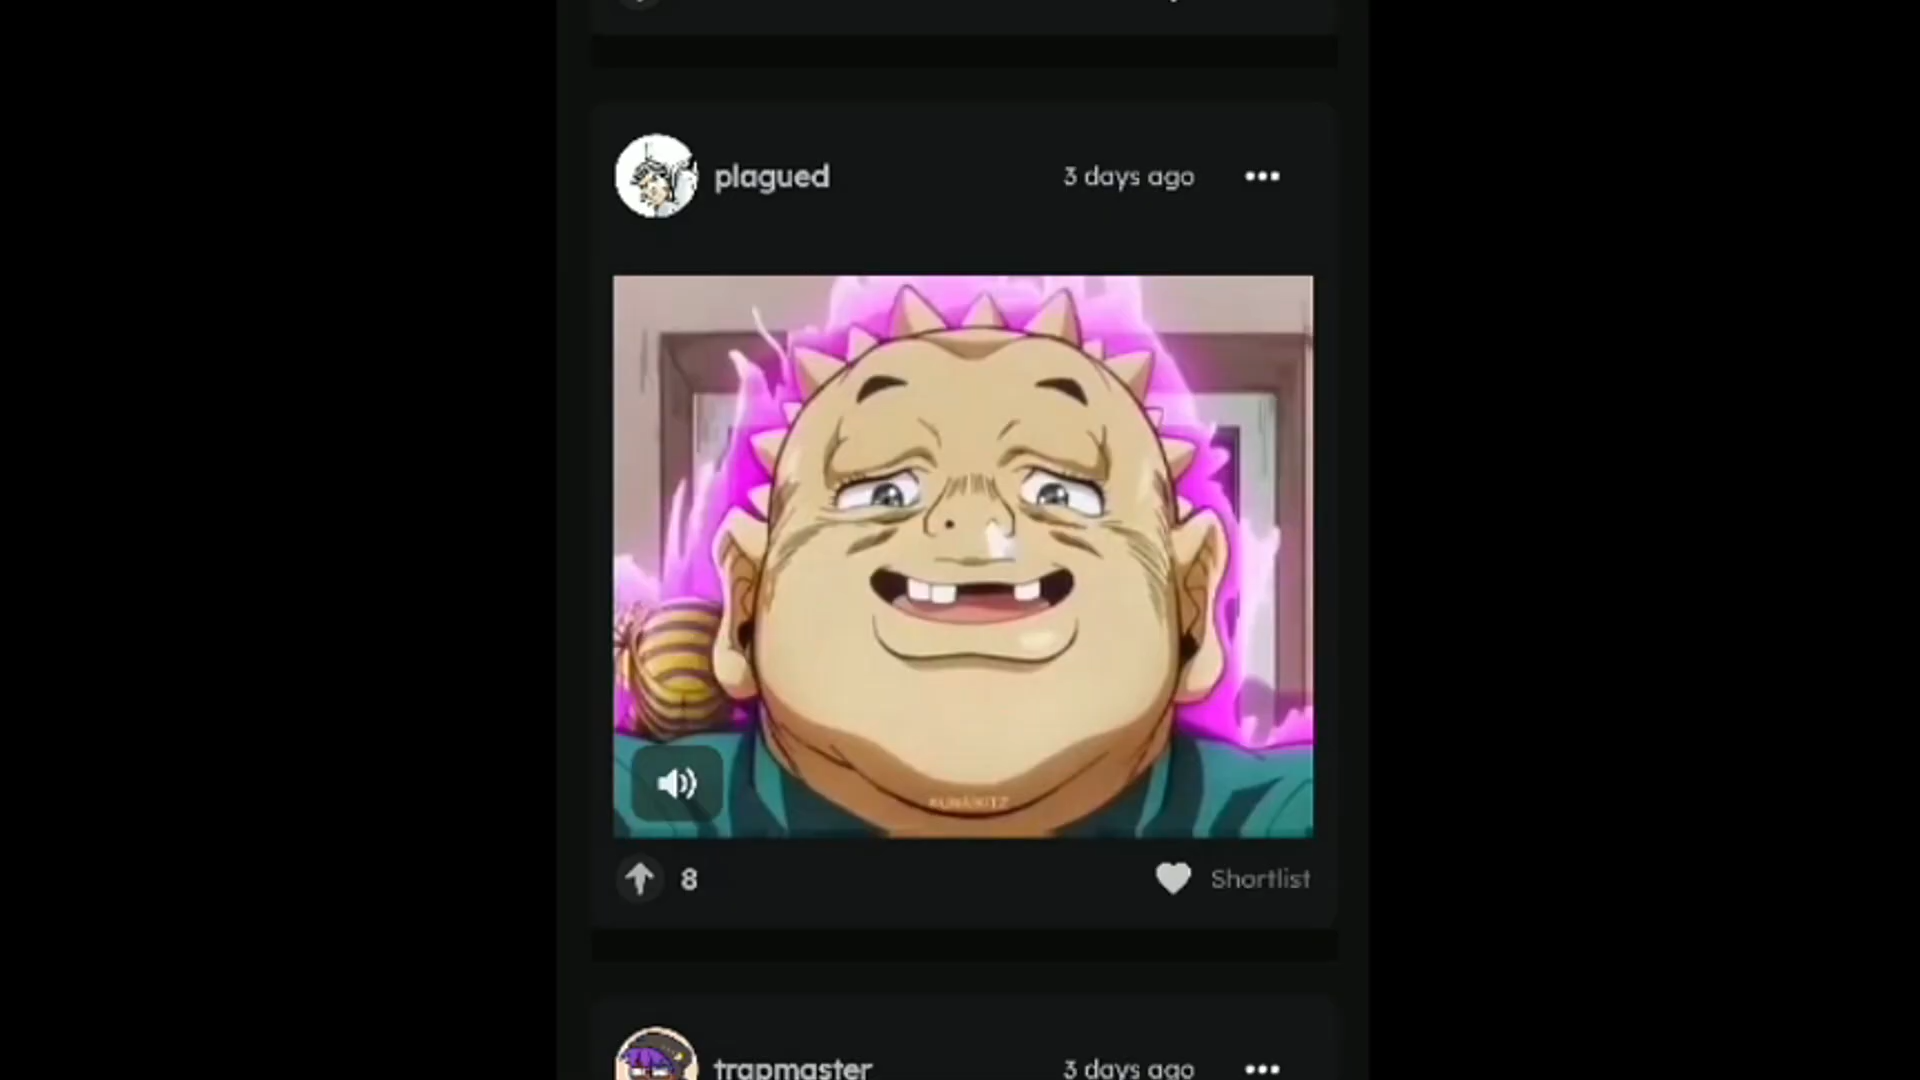 plagued
3 days ago
8
Shortlist
trapmaster
3 days ago